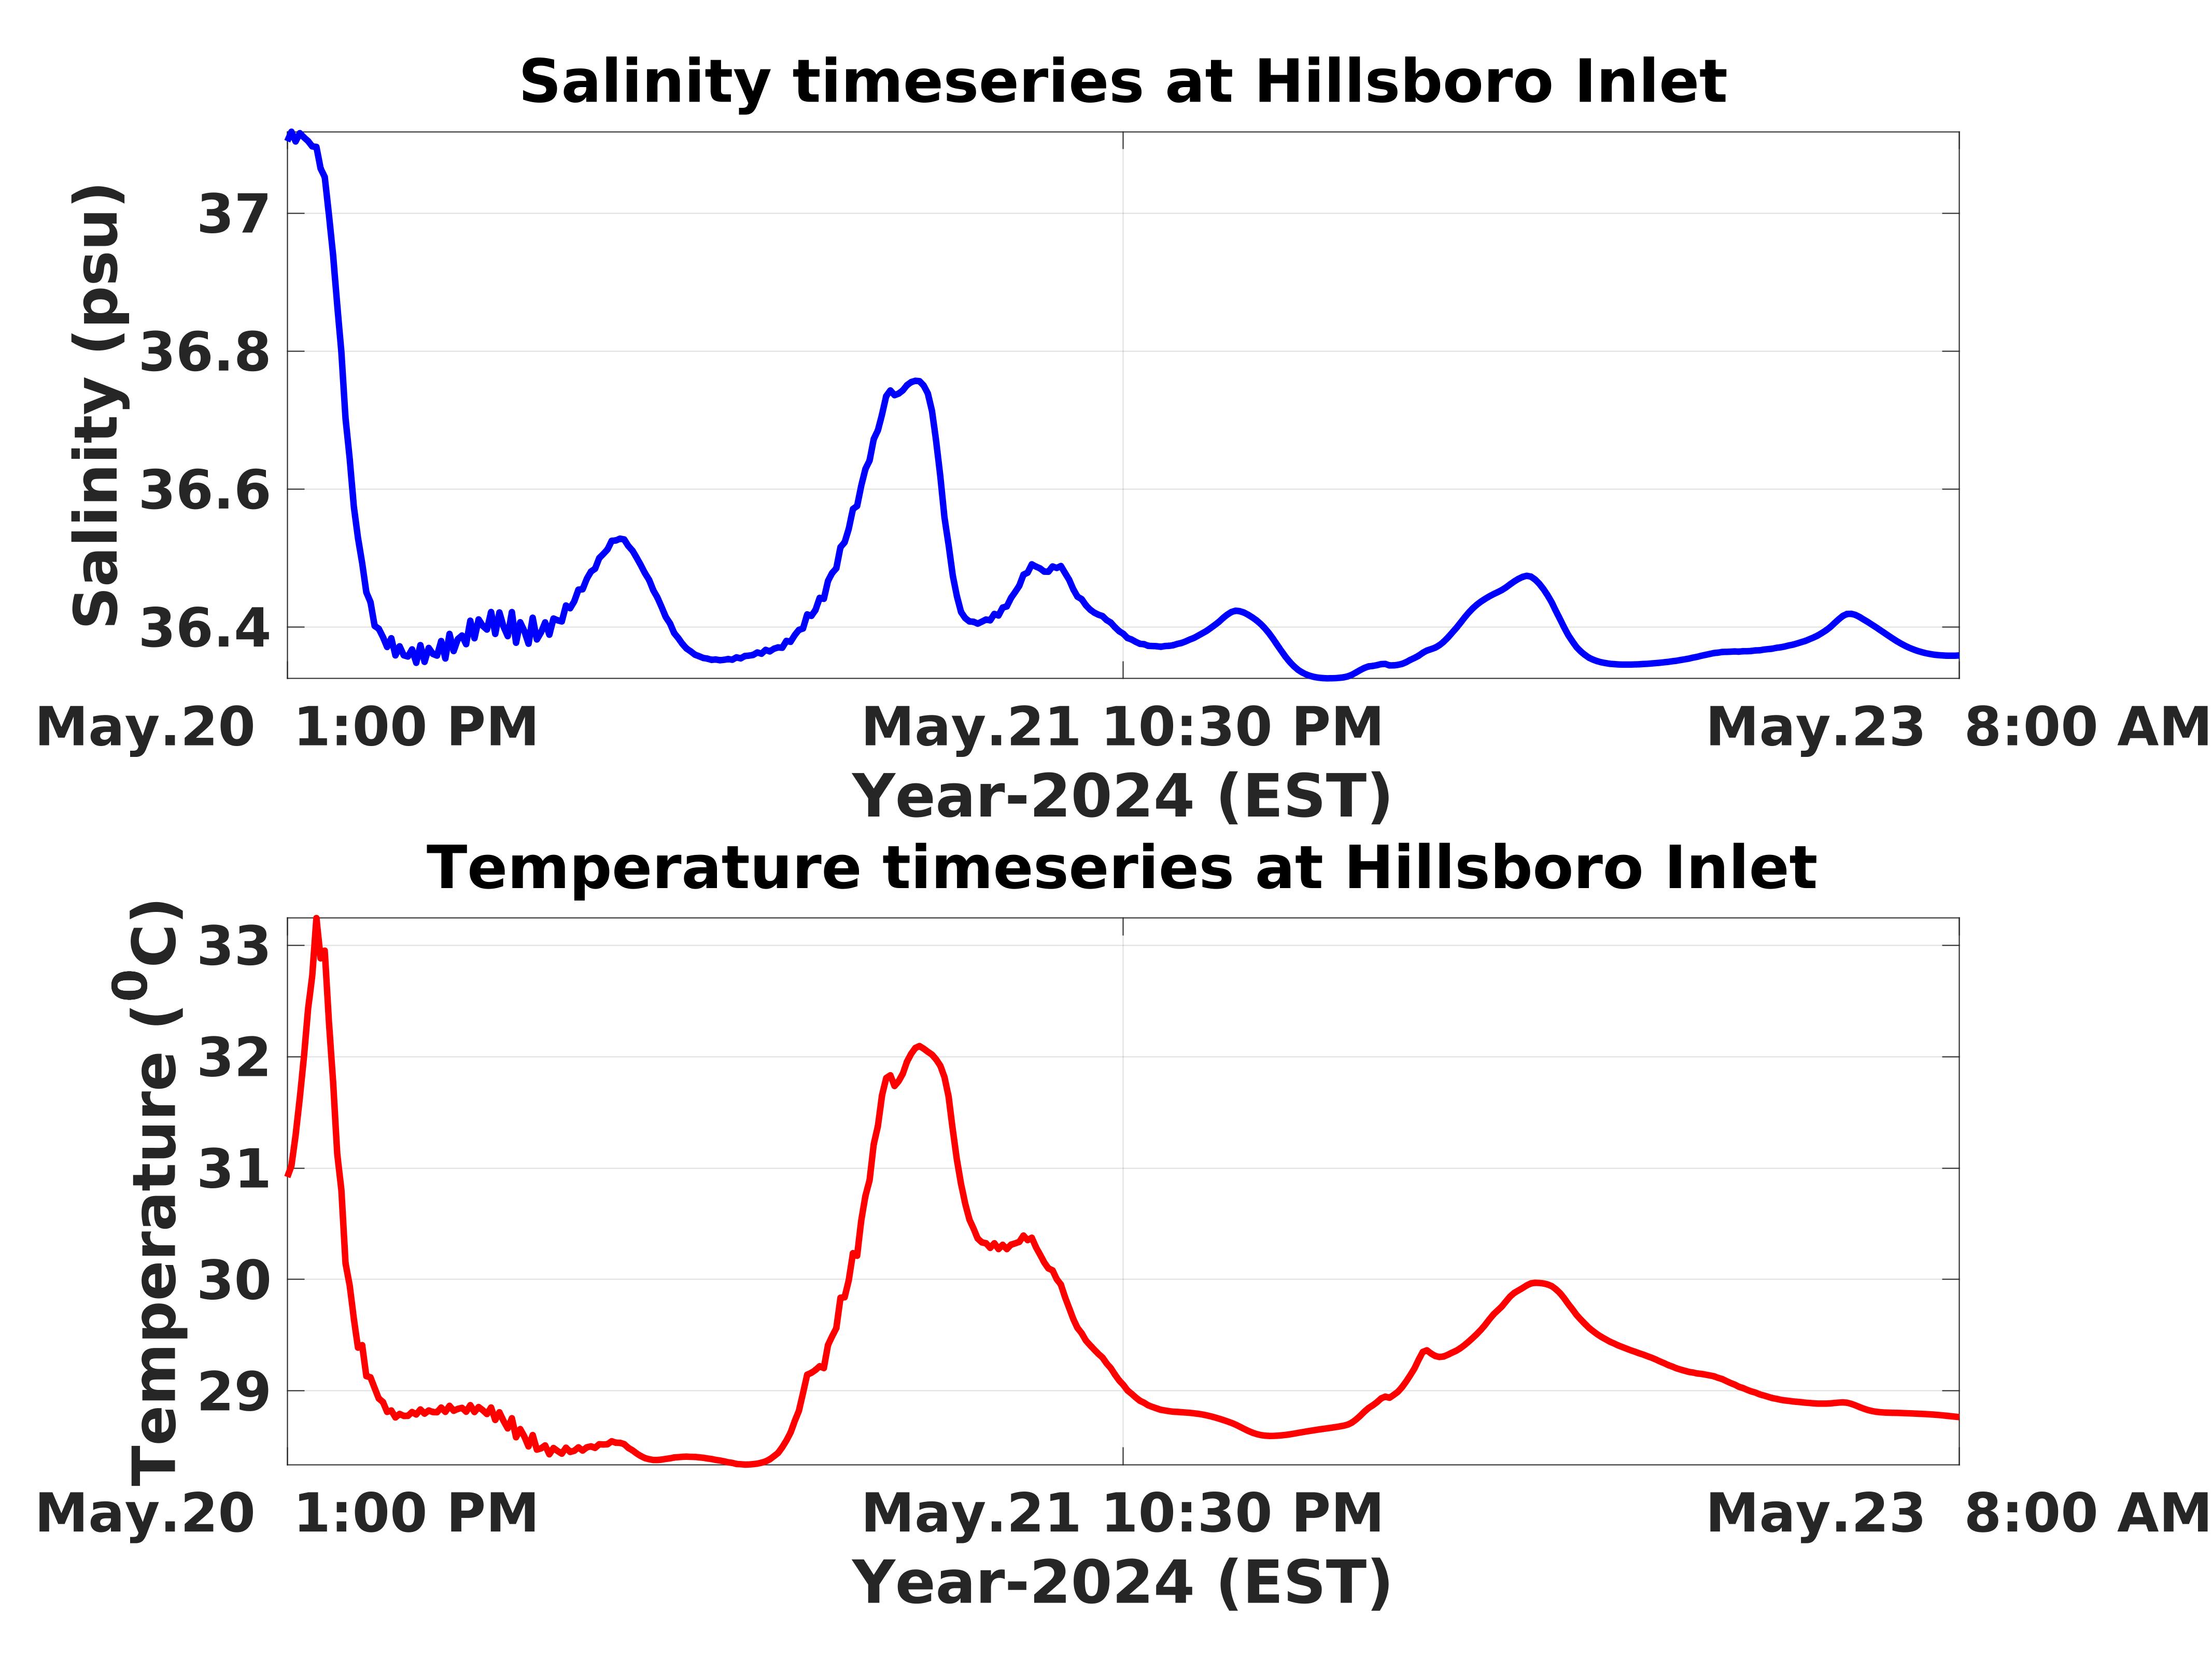 Salinity timeseries at Hillsboro Inlet
Salinity (psu)
37
36.8
36.6
36.4
May.20  1:00 PM
May.21 10:30 PM
May.23  8:00 AM
Year-2024 (EST)
Temperature timeseries at Hillsboro Inlet
Temperature (⁰C)
33
32
31
30
29
May.20  1:00 PM
May.21 10:30 PM
May.23  8:00 AM
Year-2024 (EST)